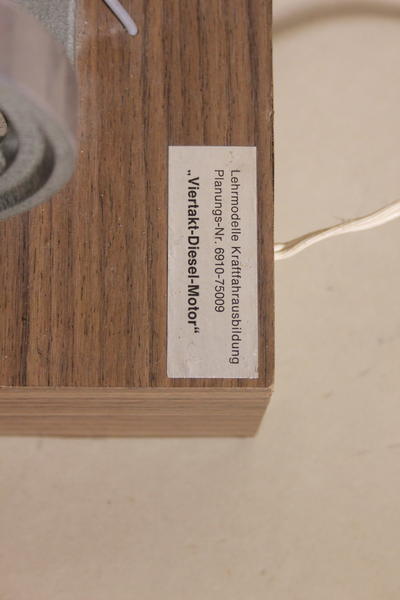 Lehrmodelle Kraftfahrausbildung
Planungs-Nr. 6910-75009
„Viertakt-Diesel-Motor“